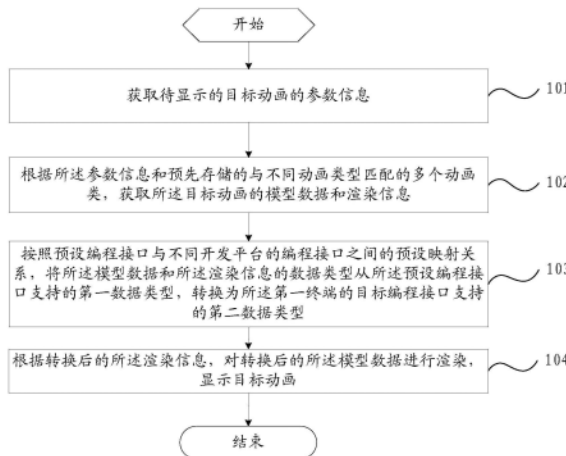 开始
获取待显示的目标动画的参数信息
101
根据所述参数信息和预先存储的与不同动画类型匹配的多个动画
类，获取所述目标动画的模型数据和渲染信息
102
按照预设编程接口与不同开发平台的编程接口之间的预设映射关
系，将所述模型数据和所述渲染信息的数据类型从所述预设编程接
口支持的第一数据类型，转换为所述第一终端的目标编程接口支持
的第二数据类型
103
根据转换后的所述渲染信息，对转换后的所述模型数据进行渲染，
显示目标动画
104
结束